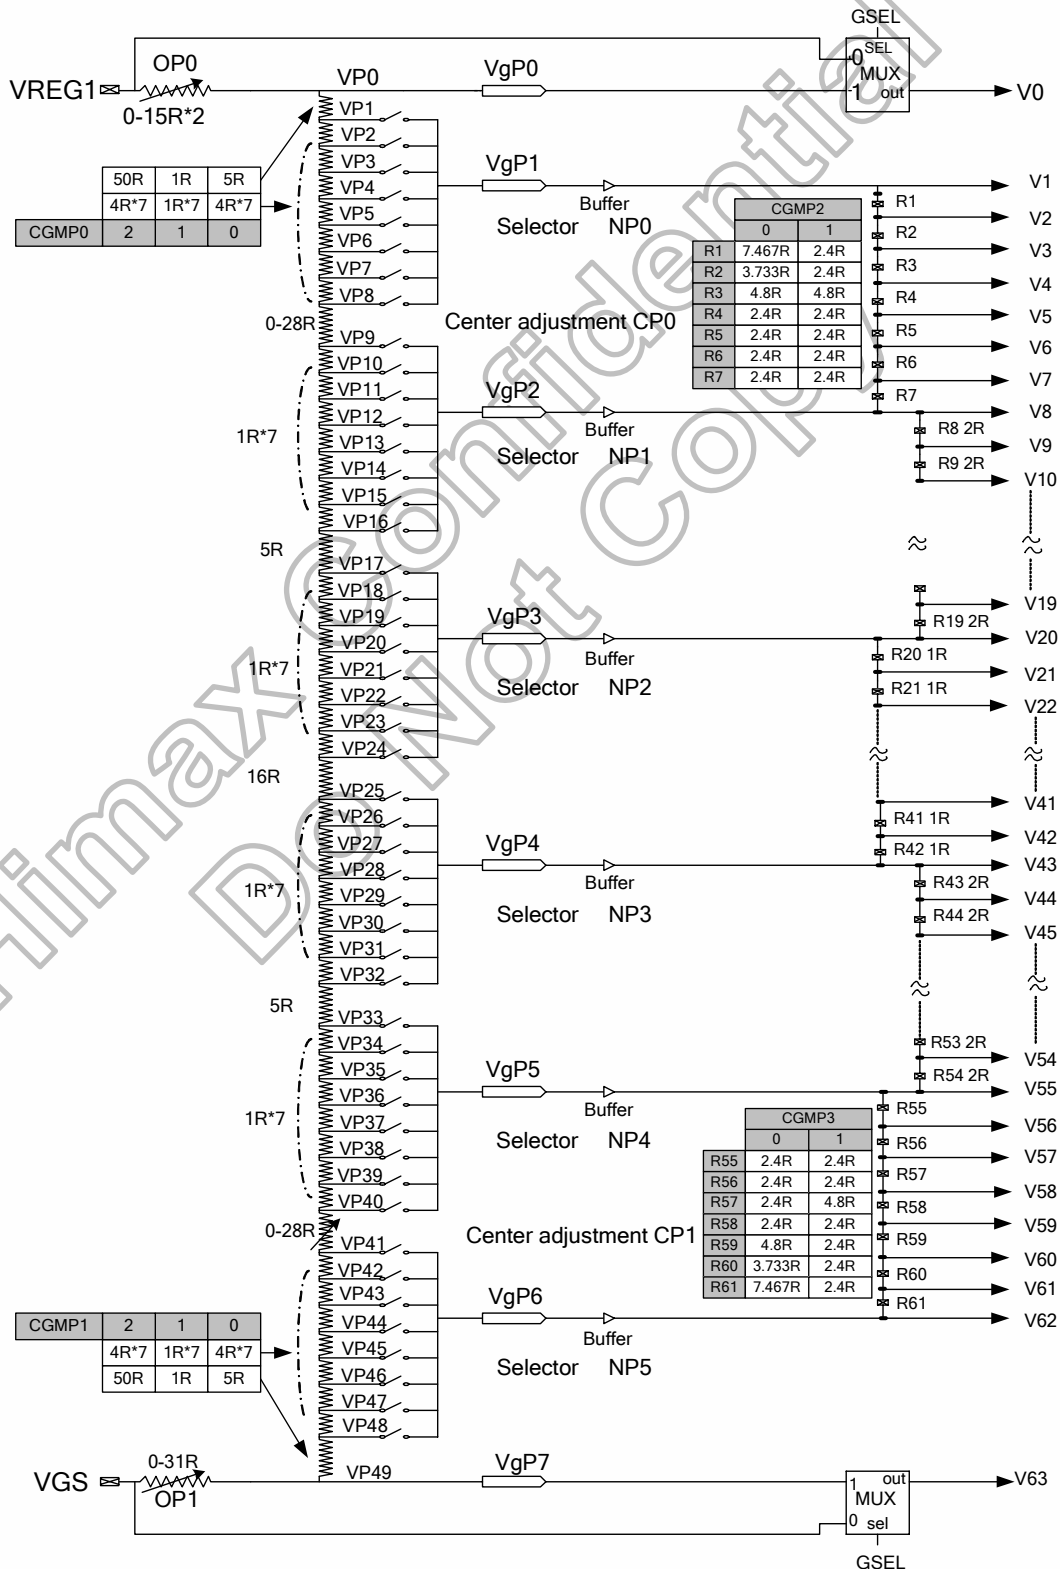 GSEL
OP0
VREG1
0-15R*2
VP0
VgP0
0 SEL
MUX
1 out
V0
VP1
VP2
VP3
VP4
VP5
VP6
VP7
VP8
50R 1R 5R
4R*7 1R*7 4R*7
CGMP0 2 1 0
VgP1
Buffer
Selector NP0
CGMP2
0 1
R1 7.467R 2.4R
R2 3.733R 2.4R
R3 4.8R 4.8R
R4 2.4R 2.4R
R5 2.4R 2.4R
R6 2.4R 2.4R
R7 2.4R 2.4R
R1
R2
R3
R4
R5
R6
R7
V1
V2
V3
V4
V5
V6
V7
V8
0-28R
Center adjustment CP0
VP9
VP10
VP11
VP12
VP13
VP14
VP15
VP16
1R*7
VgP2
Buffer
Selector NP1
R8 2R
V9
R9 2R
V10
5R
VP17
VP18
VP19
VP20
VP21
VP22
VP23
VP24
1R*7
VgP3
Buffer
Selector NP2
V19
R19 2R
V20
R20 1R
V21
R21 1R
V22
16R
VP25
VP26
VP27
VP28
VP29
VP30
VP31
VP32
1R*7
VgP4
Buffer
Selector NP3
V41
R41 1R
V42
R42 1R
V43
R43 2R
V44
R44 2R
V45
5R
VP33
VP34
VP35
VP36
VP37
VP38
VP39
VP40
1R*7
VgP5
Buffer
Selector NP4
R53 2R
V54
R54 2R
V55
CGMP3
0 1
R55 2.4R 2.4R
R56 2.4R 2.4R
R57 2.4R 4.8R
R58 2.4R 2.4R
R59 4.8R 2.4R
R60 3.733R 2.4R
R61 7.467R 2.4R
R55
R56
R57
R58
R59
R60
R61
V56
V57
V58
V59
V60
V61
V62
0-28R
Center adjustment CP1
VP41
VP42
VP43
VP44
VP45
VP46
VP47
VP48
CGMP1 2 1 0
4R*7 1R*7 4R*7
50R 1R 5R
VgP6
Buffer
Selector NP5
VGS
0-31R
OP1
VP49
VgP7
1 out
MUX
0 sel
V63
GSEL
Himax Confidential
Do Not Copy